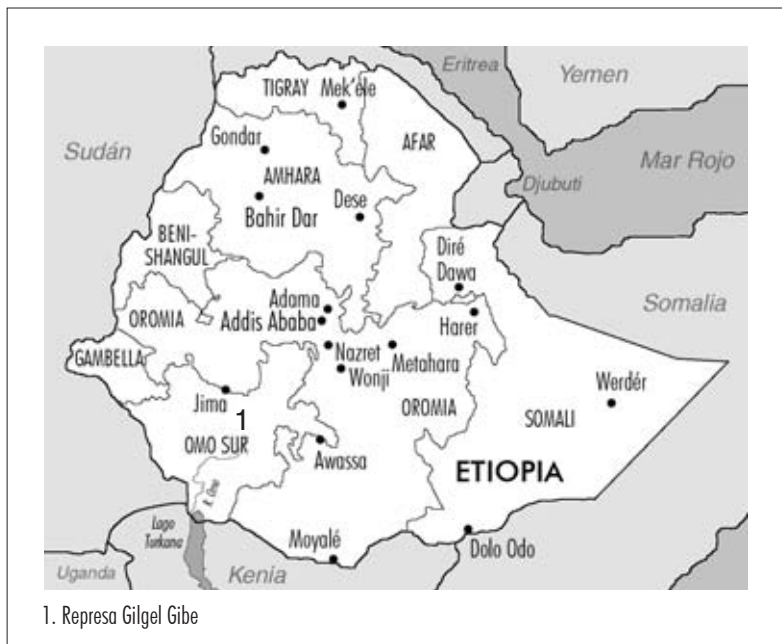 Eritrea
Yemen
TIGRAY
Mek'ele
Sudán
Gondar
AFAR
Mar Rojo
AMHARA
Djubuti
Bahir Dar
Dese
BENI-
SHANGUL
Diré
Dawa
Adama
Somalia
OROMIA
Addis Ababa
Harer
GAMBELLA
Nazret
Metahara
Wonji
Jima
Werdér
OROMIA
1
SOMALI
OMO SUR
Awassa
ETIOPIA
R. Omo
Lago
Turkana
Moyalé
Dolo Odo
Uganda
Kenia
1. Represa Gilgel Gibe